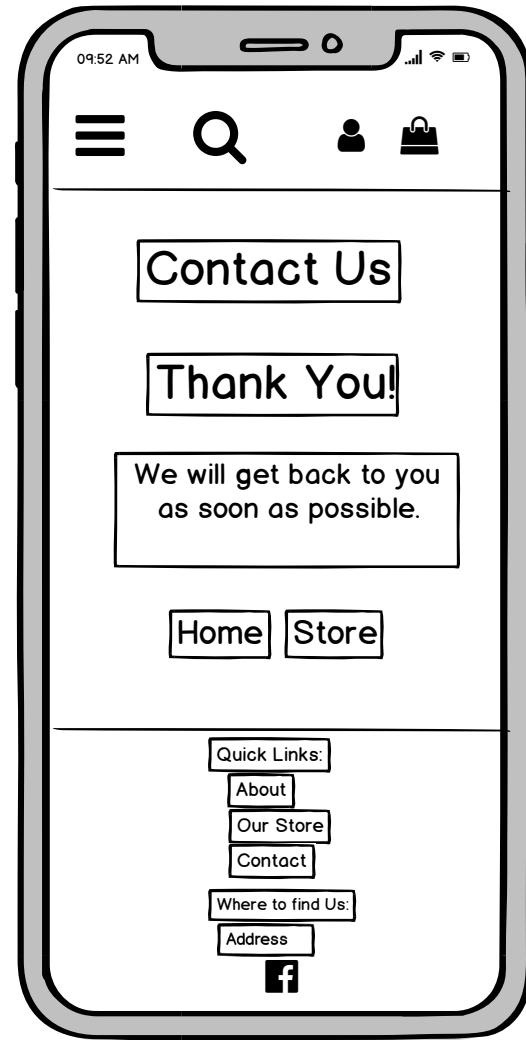 09:52 AM
Contact Us
Thank You!
We will get back to you
as soon as possible.
Home Store
Quick Links:
About
Our Store
Contact
Where to find Us:
Address